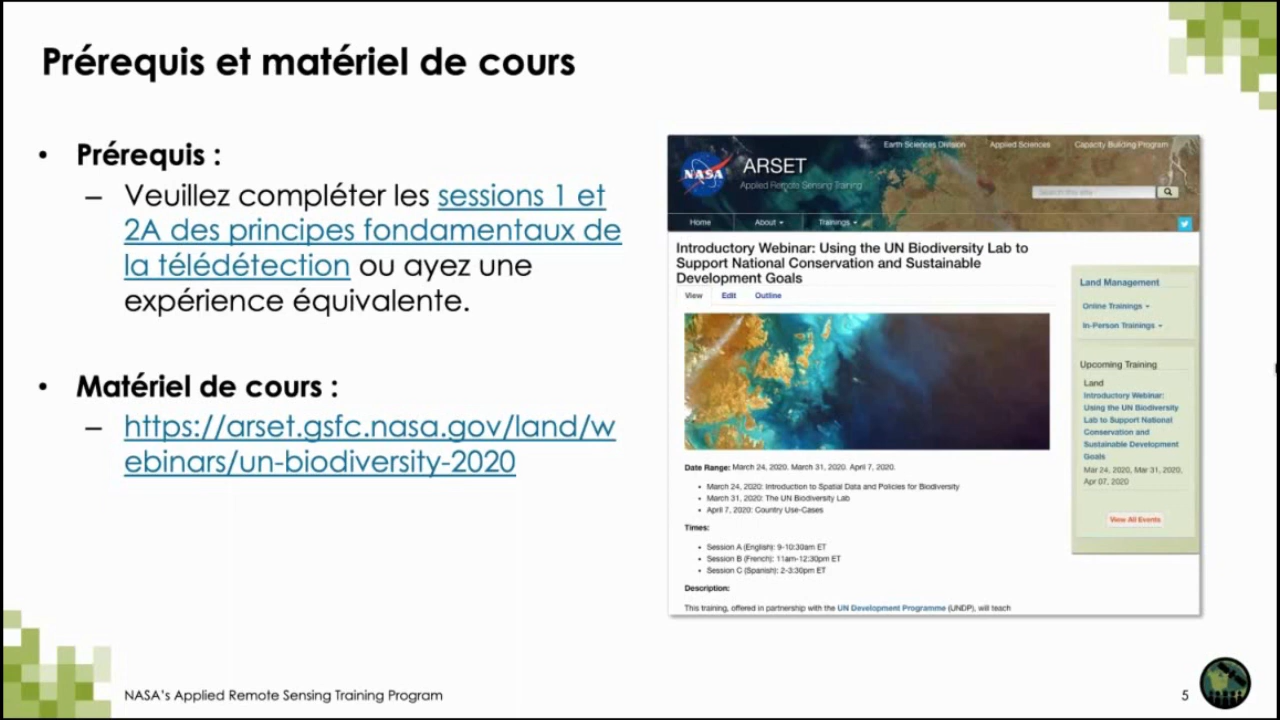 Prérequis et matériel de cours
• Prérequis :
– Veuillez compléter les sessions 1 et
2A des principes fondamentaux de
la télédétection ou ayez une
expérience équivalente.
• Matériel de cours :
– https://arset.gsfc.nasa.gov/land/w
ebinars/un-biodiversity-2020
Earth Sciences Division Applied Sciences Capacity Building Program
NASA
ARSET
Applied Remote Sensing Training
Search this site
Home About Trainings
Introductory Webinar: Using the UN Biodiversity Lab to
Support National Conservation and Sustainable
Development Goals
View Edit Outline
Date Range: March 24, 2020. March 31, 2020. April 7, 2020.
• March 24, 2020: Introduction to Spatial Data and Policies for Biodiversity
• March 31, 2020: The UN Biodiversity Lab
• April 7, 2020: Country Use-Cases
Times:
• Session A (English): 9-10:30am ET
• Session B (French): 11am-12:30pm ET
• Session C (Spanish): 2-3:30pm ET
Description:
This training, offered in partnership with the UN Development Programme (UNDP), will teach
Land Management
Online Trainings
In-Person Trainings
Upcoming Training
Land
Introductory Webinar:
Using the UN Biodiversity
Lab to Support National
Conservation and
Sustainable Development
Goals
Mar 24, 2020, Mar 31, 2020,
Apr 07, 2020
View All Events
NASA's Applied Remote Sensing Training Program
5